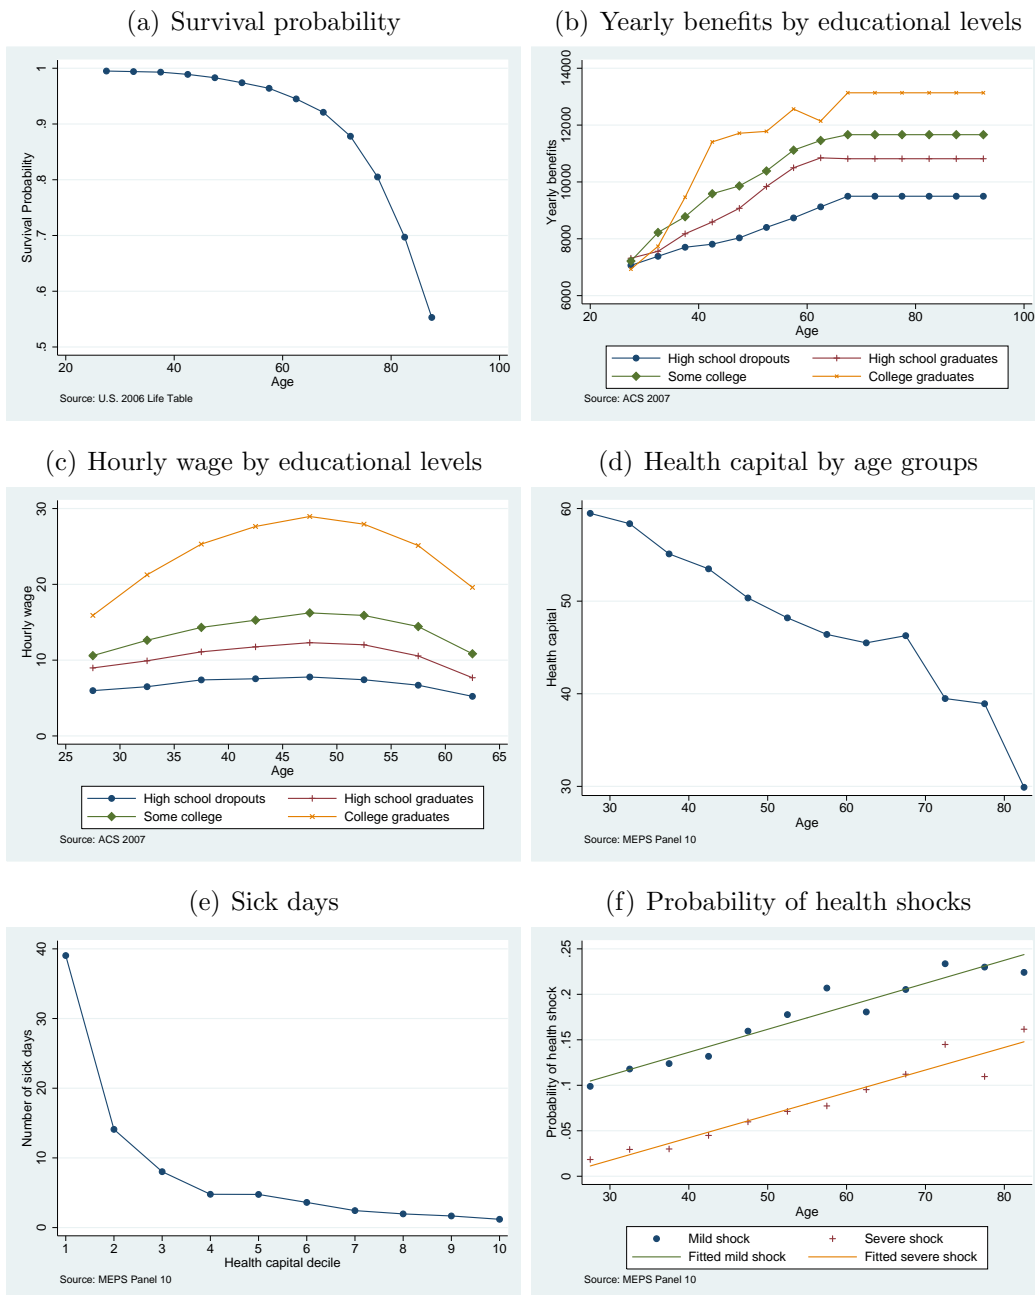 (a) Survival probability
Survival Probability
1
.9
.8
.7
.6
.5
20 40 60 80 100
Age
Source: U.S. 2006 Life Table
(b) Yearly benefits by educational levels
Yearly benefits
14000
12000
10000
8000
6000
20 40 60 80 100
Age
High school dropouts High school graduates
Some college College graduates
Source: ACS 2007
(c) Hourly wage by educational levels
Hourly wage
30
20
10
0
25 30 35 40 45 50 55 60 65
Age
High school dropouts High school graduates
Some college College graduates
Source: ACS 2007
(d) Health capital by age groups
Health capital
60
50
40
30
30 40 50 60 70 80
Age
Source: MEPS Panel 10
(e) Sick days
Number of sick days
40
30
20
10
0
1 2 3 4 5 6 7 8 9 10
Health capital decile
Source: MEPS Panel 10
(f) Probability of health shocks
Probability of health shock
.25
.2
.15
.1
.05
0
30 40 50 60 70 80
Age
Mild shock Severe shock
Fitted mild shock Fitted severe shock
Source: MEPS Panel 10